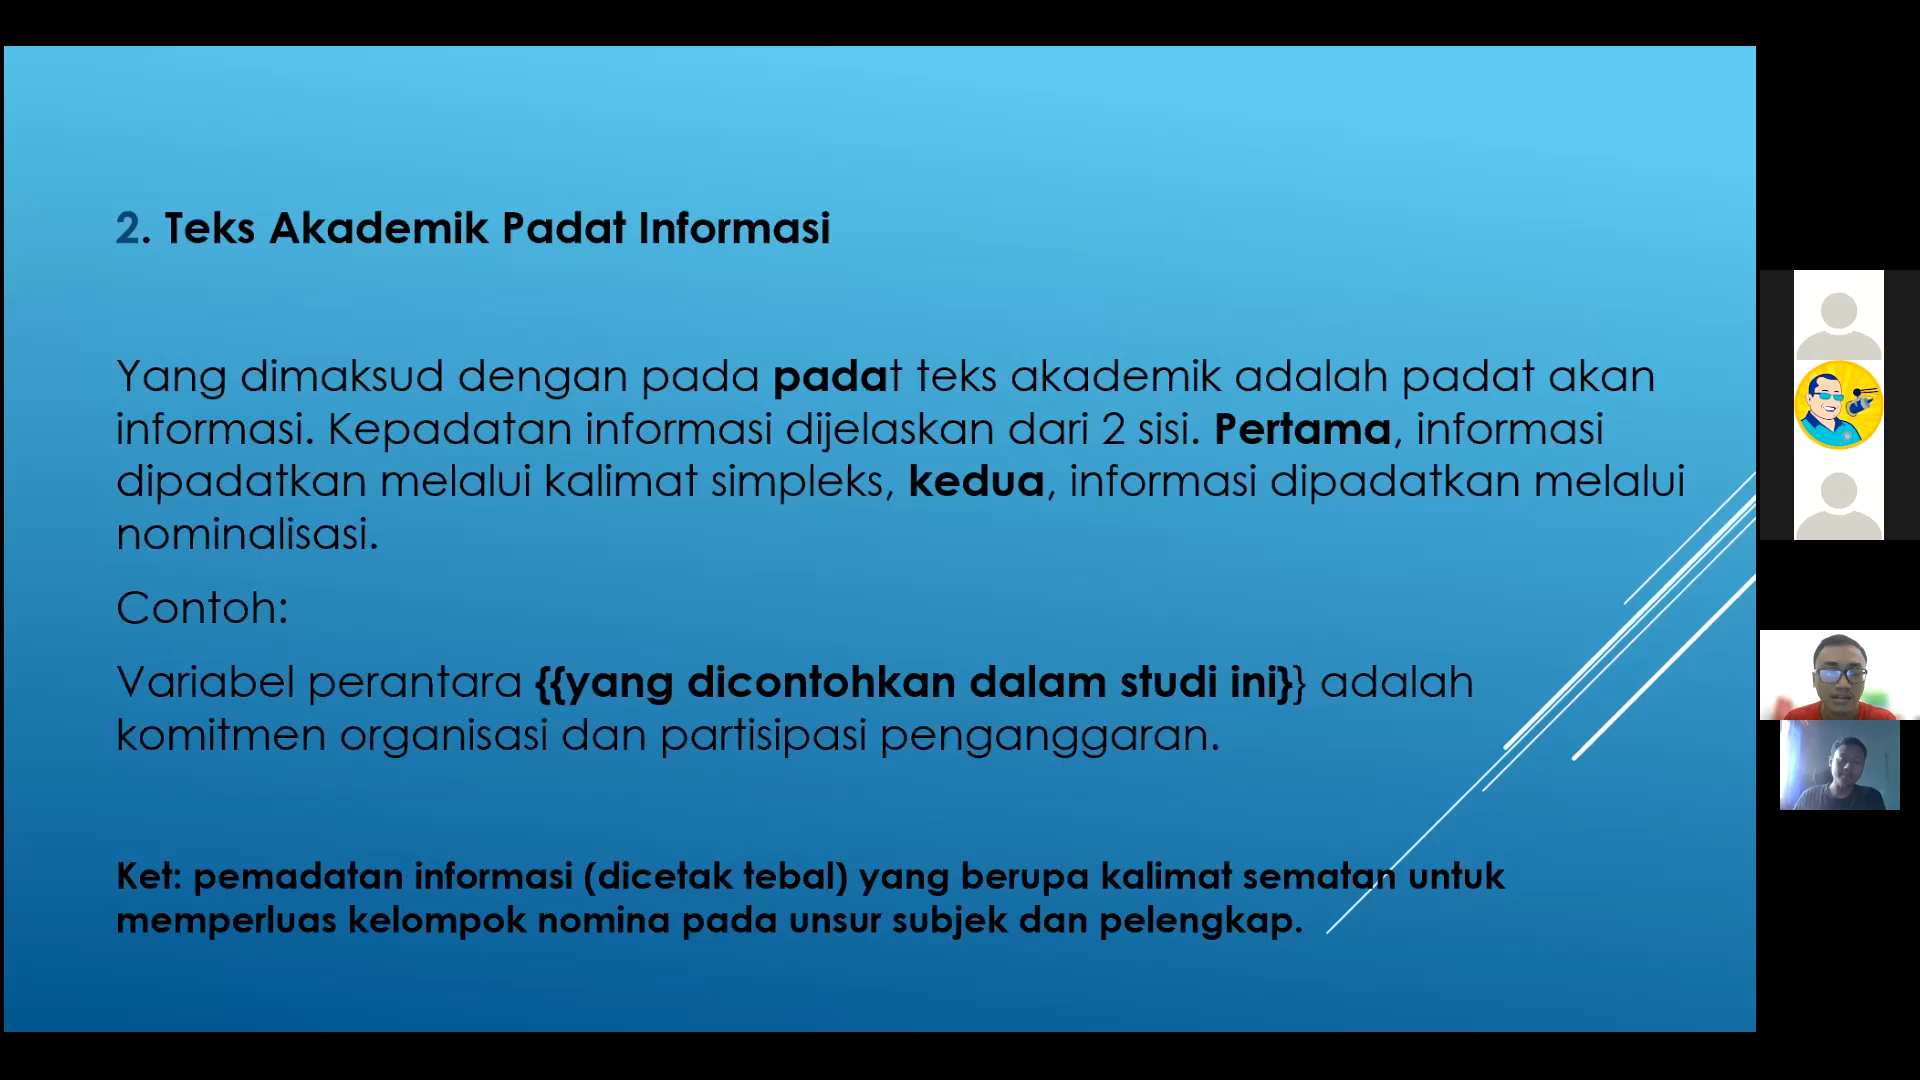 2. Teks Akademik Padat Informasi
Yang dimaksud dengan pada padat teks akademik adalah padat akan
informasi. Kepadatan informasi dijelaskan dari 2 sisi. Pertama, informasi
dipadatkan melalui kalimat simpleks, kedua, informasi dipadatkan melalui
nominalisasi.
Contoh:
Variabel perantara {{yang dicontohkan dalam studi ini}} adalah
komitmen organisasi dan partisipasi penganggaran.
Ket: pemadatan informasi (dicetak tebal) yang berupa kalimat sematan untuk
memperluas kelompok nomina pada unsur subjek dan pelengkap.